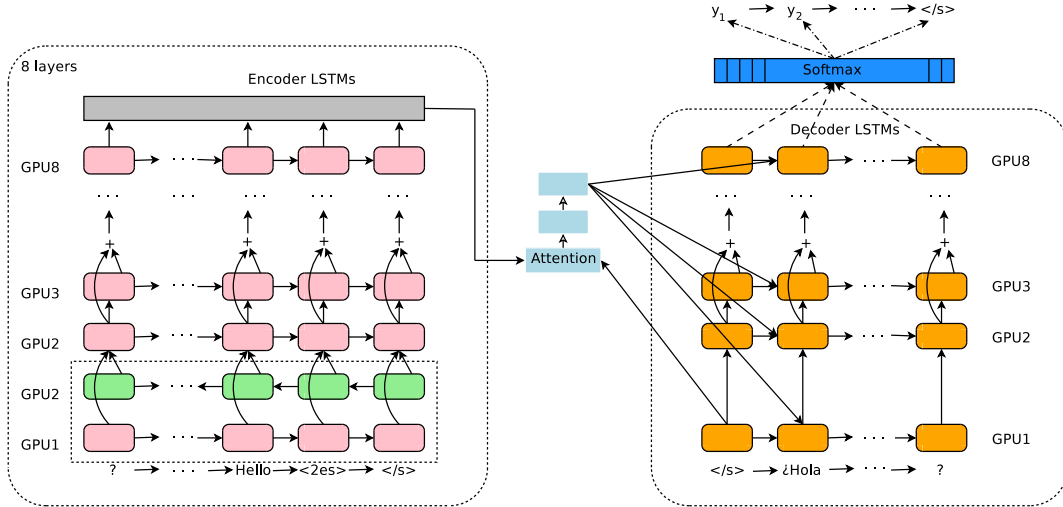 y1 y2 · · · </s>
8 layers
Softmax
Encoder LSTMs
Decoder LSTMs
GPU8 · · · · · · GPU8
· · · · · · · · · · · · · · · · · ·
+ + + + + + +
Attention
GPU3 · · · · · · GPU3
GPU2 · · · · · · GPU2
GPU2 · · ·
GPU1 · · · · · · GPU1
? · · · Hello <2es> </s> </s> ¿Hola · · · ?